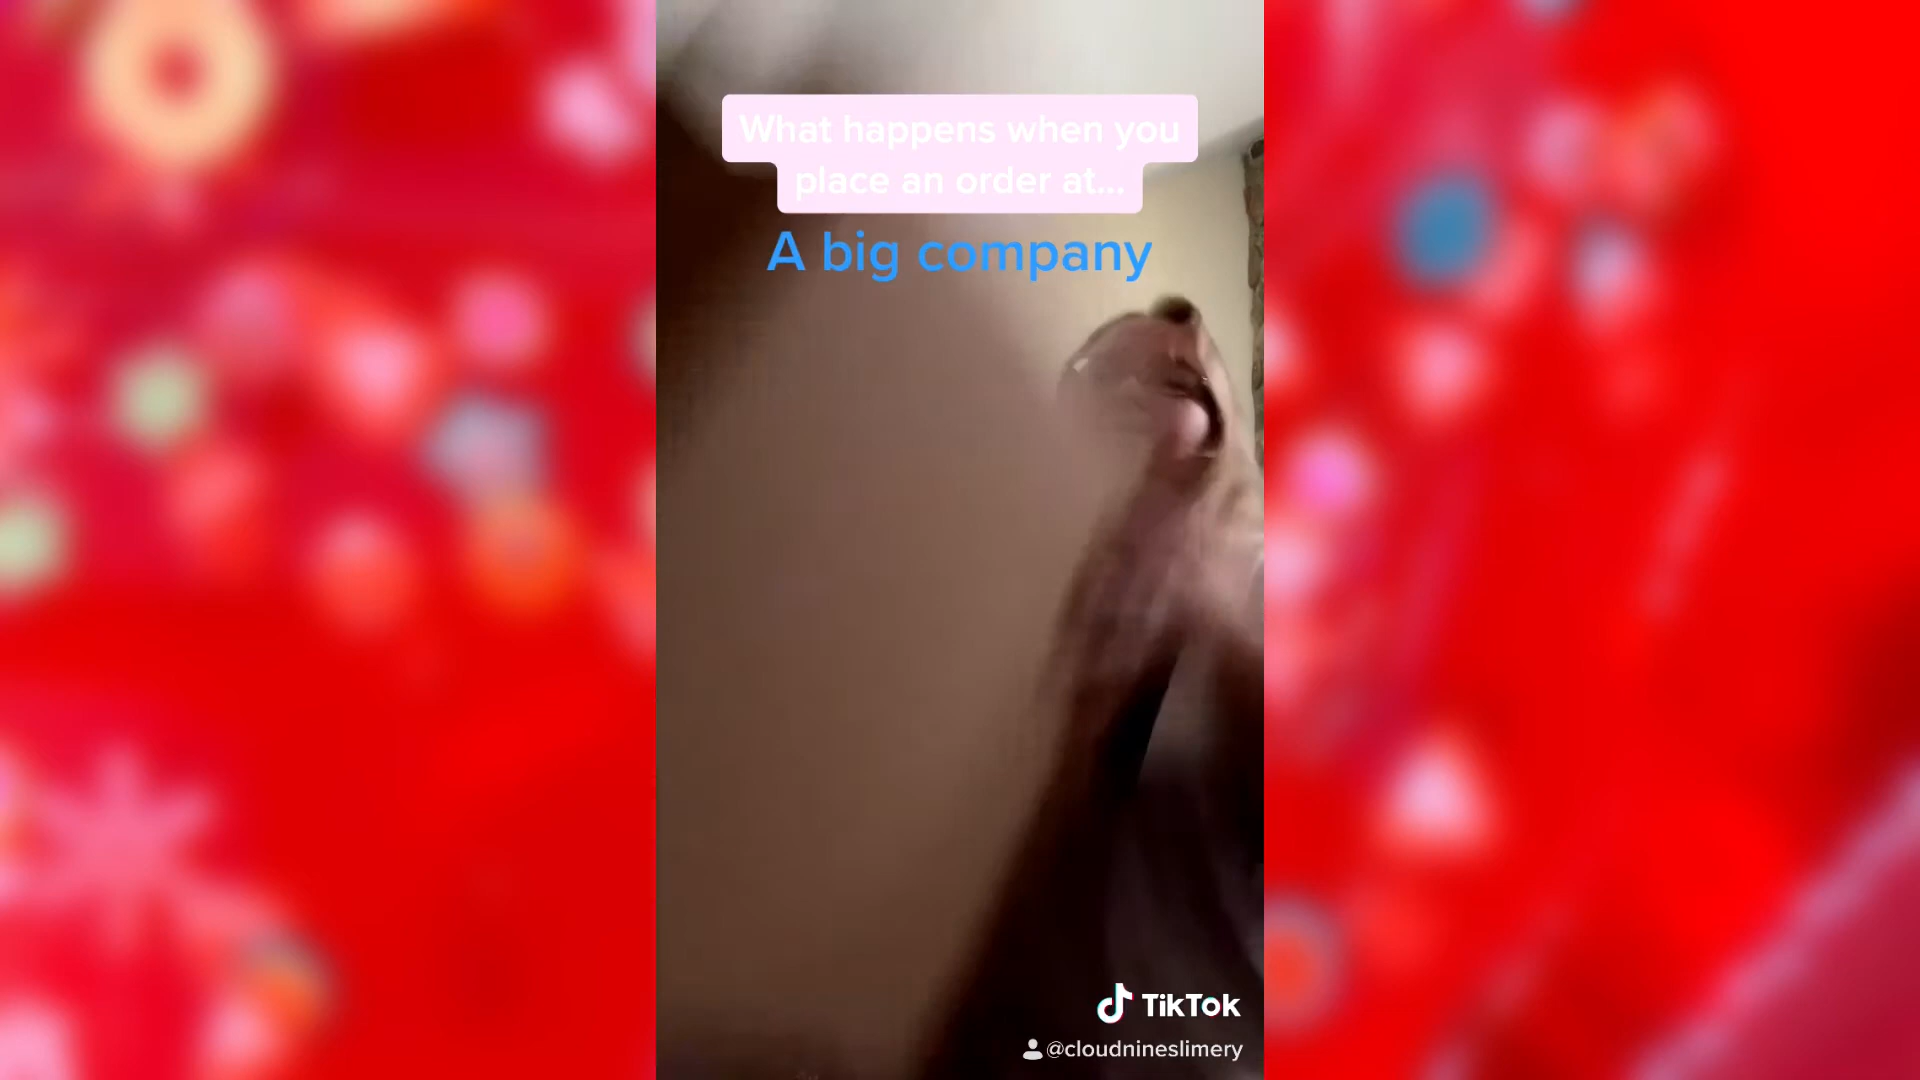 What happens when you
place an order at...
A big company
TikTok
@cloudnineslimery